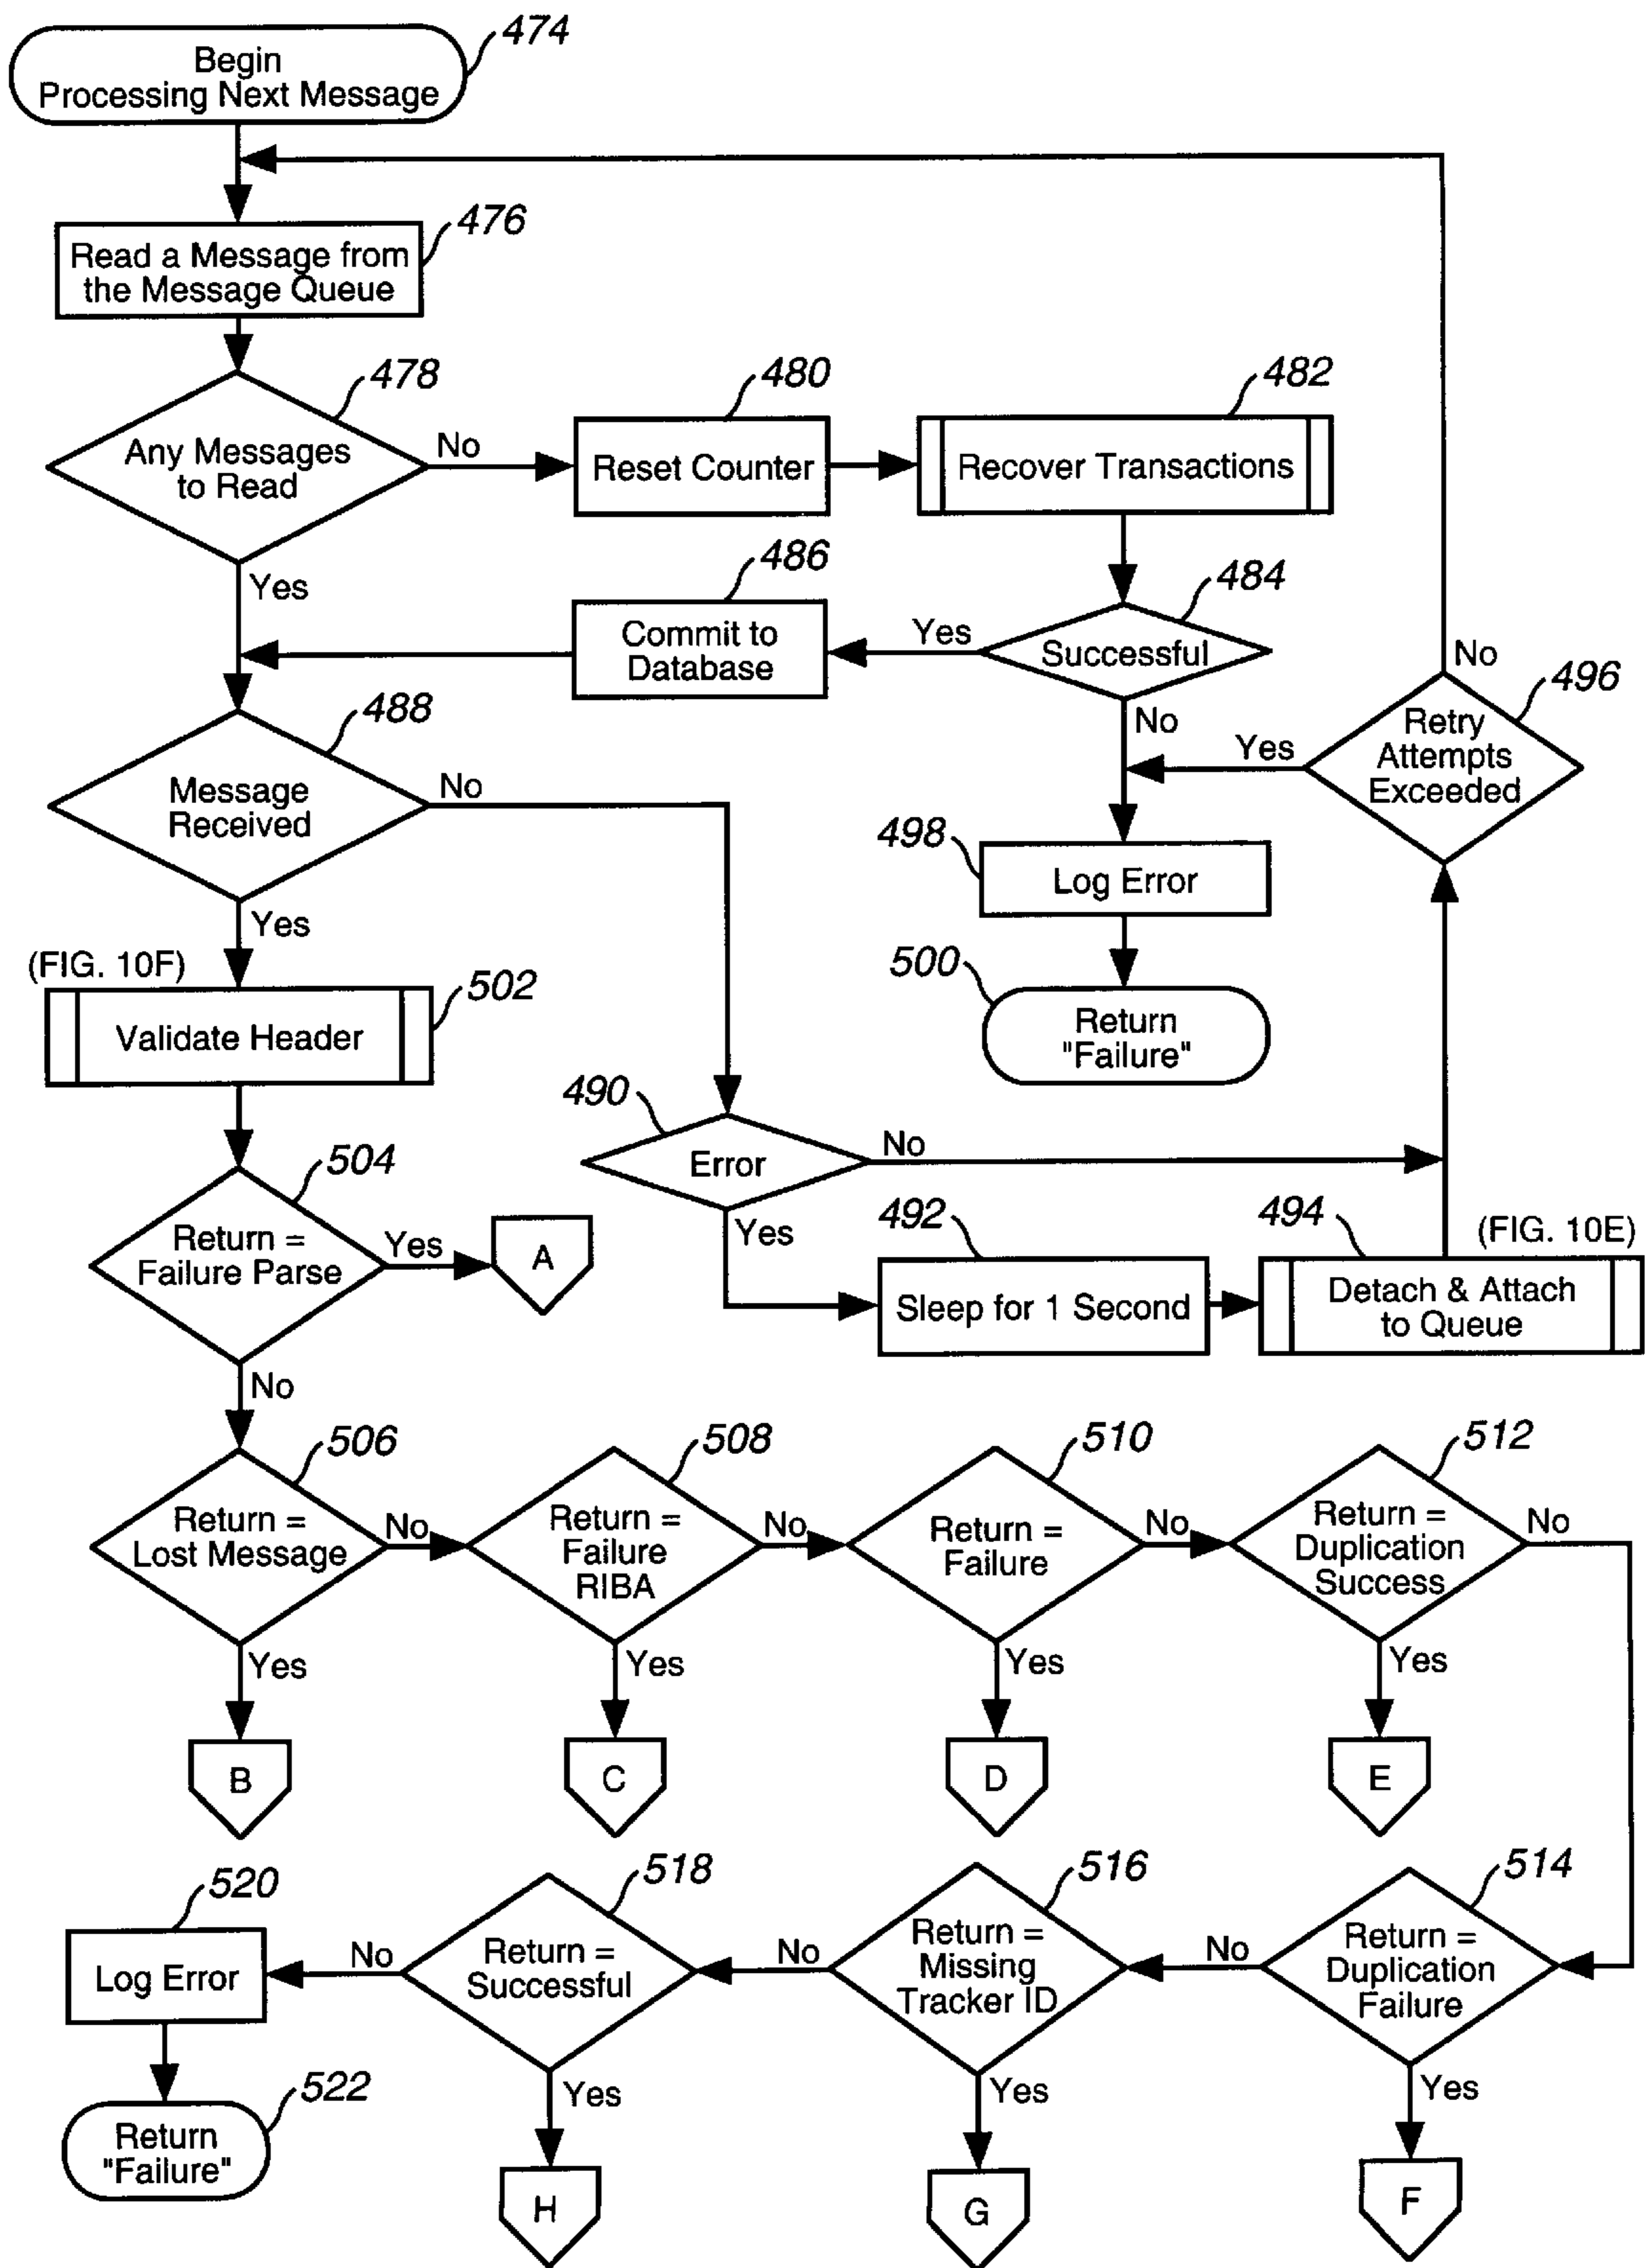 474
Begin
Processing Next Message
476
Read a Message from
the Message Queue
478
Any Messages
to Read
No
Yes
480
Reset Counter
482
Recover Transactions
484
Successful
Yes
No
486
Commit to
Database
488
Message
Received
No
Yes
496
Retry
Attempts
Exceeded
No
Yes
498
Log Error
500
Return
"Failure"
(FIG. 10F)
502
Validate Header
490
Error
No
Yes
492
Sleep for 1 Second
494
(FIG. 10E)
Detach & Attach
to Queue
504
Return =
Failure Parse
Yes
A
No
506
Return =
Lost Message
No
Yes
B
508
Return =
Failure
RIBA
No
Yes
C
510
Return =
Failure
No
Yes
D
512
Return =
Duplication
Success
No
Yes
E
514
Return =
Duplication
Failure
No
Yes
F
516
Return =
Missing
Tracker ID
No
Yes
G
518
Return =
Successful
No
Yes
H
520
Log Error
522
Return
"Failure"